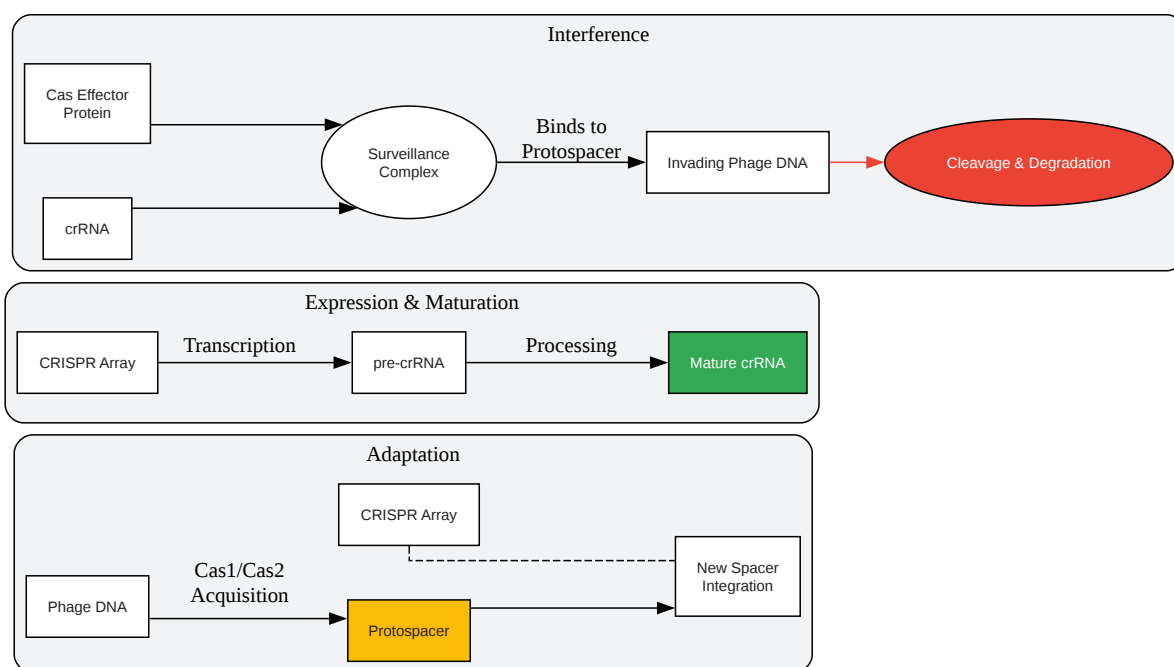 Interference
Cas Effector
Protein
crRNA
Surveillance
Complex
Binds to
Protospacer
Invading Phage DNA
Cleavage & Degradation
Expression & Maturation
CRISPR Array
Transcription
pre-crRNA
Processing
Mature crRNA
Adaptation
CRISPR Array
Phage DNA
Cas1/Cas2
Acquisition
Protospacer
New Spacer
Integration